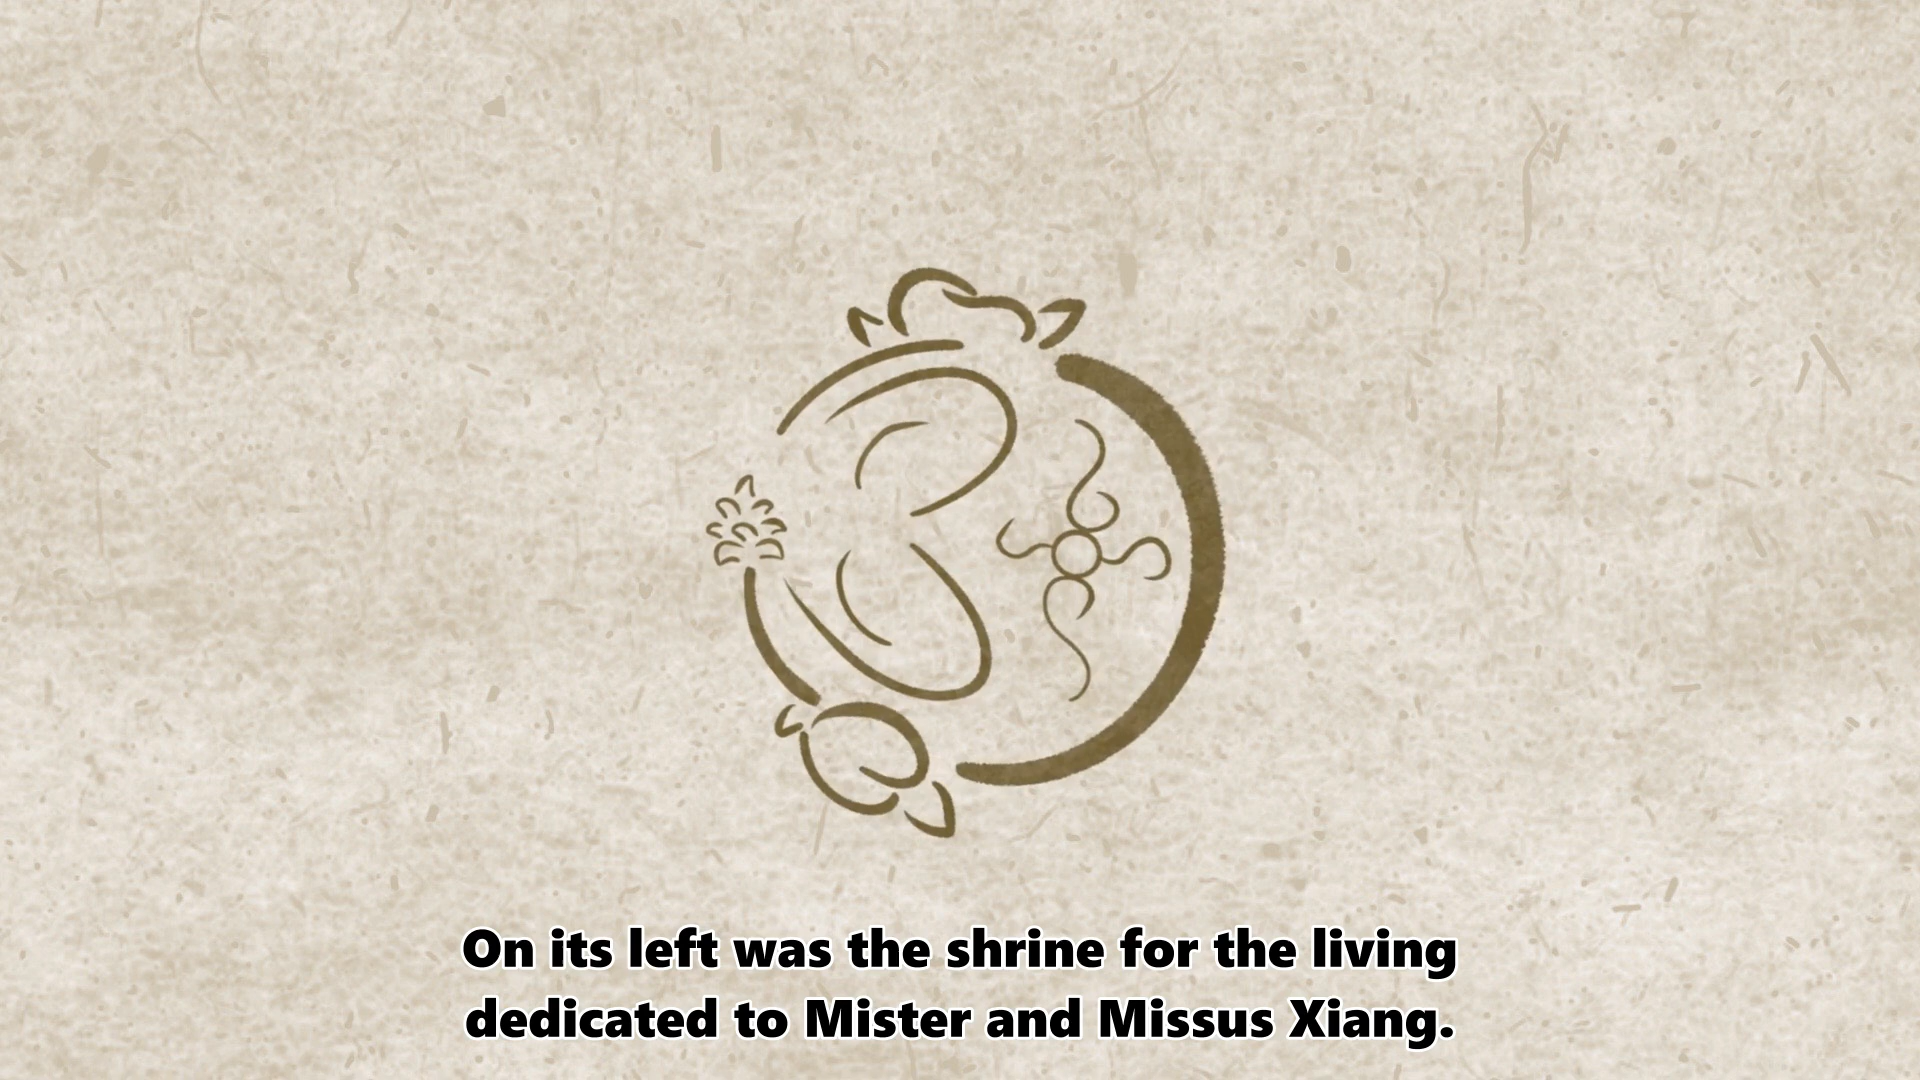 On its left was the shrine for the living
dedicated to Mister and Missus Xiang.